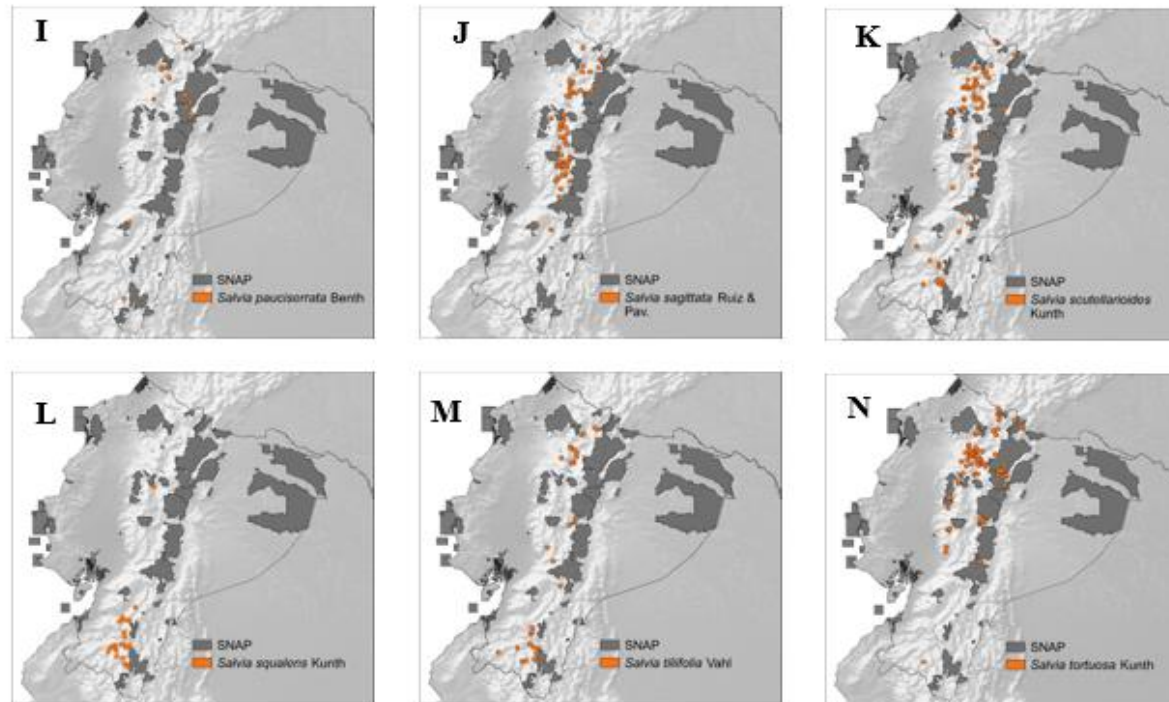 I
SNAP
Salvia pauciserrata Benth
J
SNAP
Salvia sagittata Ruiz &
Pav.
K
SNAP
Salvia scutellarioides
Kunth
L
SNAP
Salvia squalens Kunth
M
SNAP
Salvia tiliifolia Vahl
N
SNAP
Salvia tortuosa Kunth